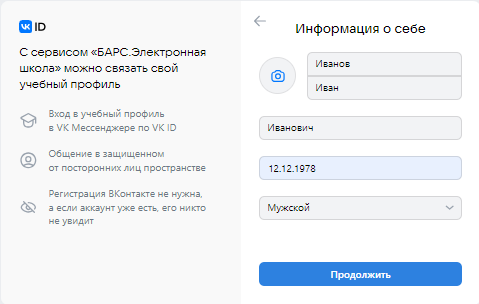 VK ID
С сервисом «БАРС.Электронная
школа» можно связать свой
учебный профиль
Вход в учебный профиль
в VK Мессенджере по VK ID
Общение в защищенном
от посторонних лиц пространстве
Регистрация ВКонтакте не нужна,
а если аккаунт уже есть, его никто
не увидит
Информация о себе
Иванов
Иван
Иванович
12.12.1978
Мужской
Продолжить